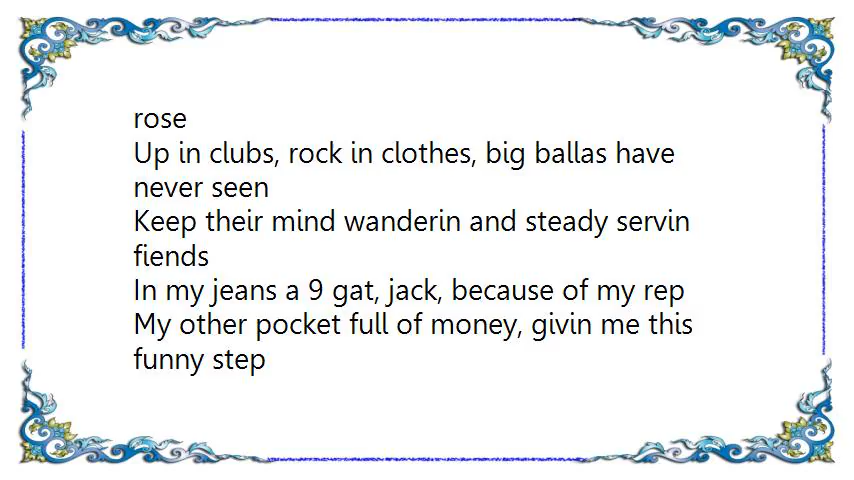 rose
Up in clubs, rock in clothes, big ballas have
never seen
Keep their mind wanderin and steady servin
fiends
In my jeans a 9 gat, jack, because of my rep
My other pocket full of money, givin me this
funny step